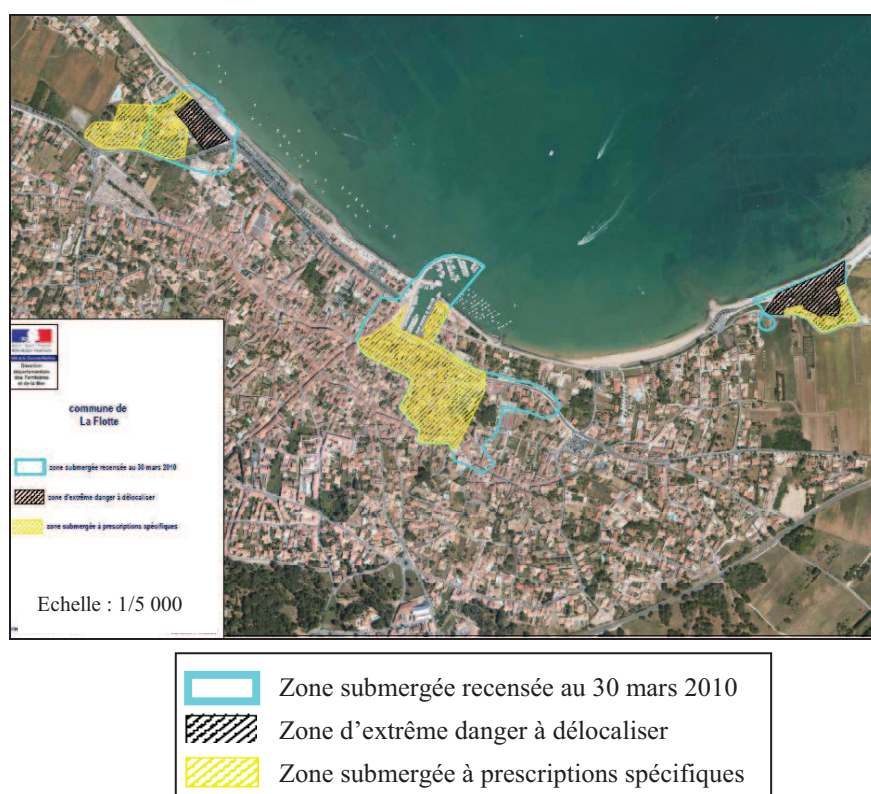 commune de
La Flotte
zone submergée recensée au 30 mars 2010
zone d'extrême danger à délocaliser
zone submergée à prescriptions spécifiques
Echelle : 1/5 000
Zone submergée recensée au 30 mars 2010
Zone d'extrême danger à délocaliser
Zone submergée à prescriptions spécifiques